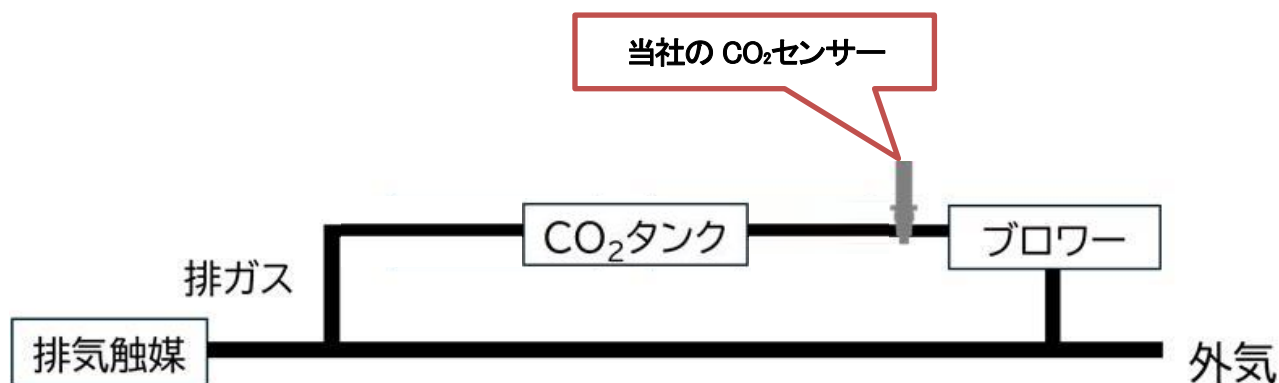 当社の CO₂センサー
CO₂タンク
ブロワー
排ガス
排気触媒
外気